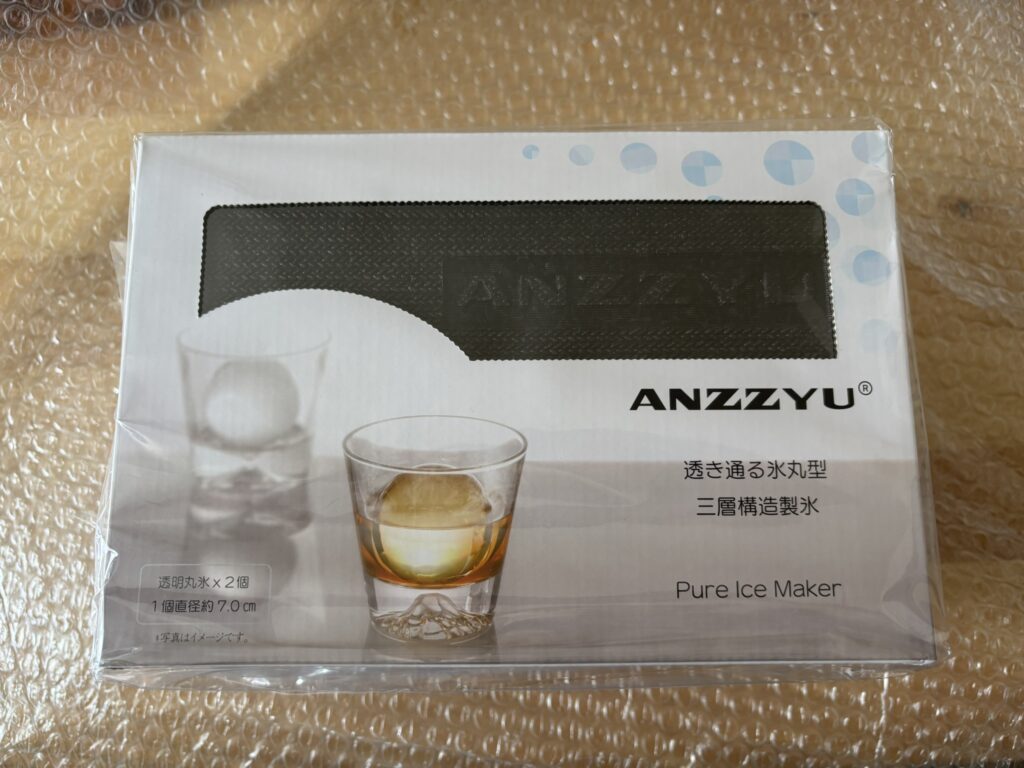 ANZZYU
ANZZYU®
透き通る氷丸型
三層構造製氷
Pure Ice Maker
透明丸氷 x 2個
1個直径約7.0㎝
*写真はイメージです。